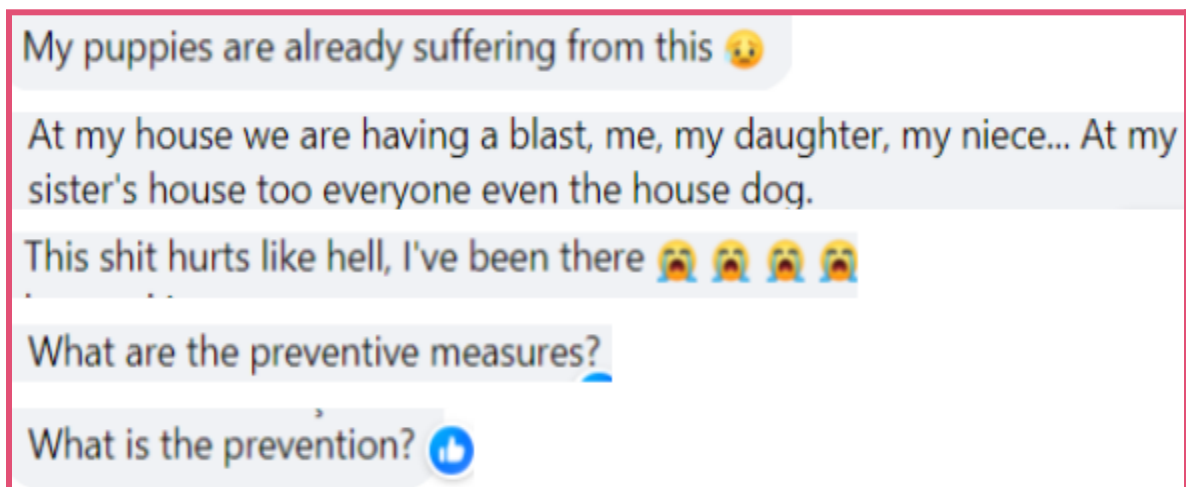 My puppies are already suffering from this 😥
At my house we are having a blast, me, my daughter, my niece... At my
sister's house too everyone even the house dog.
This shit hurts like hell, I've been there 😭 😭 😭 😭
What are the preventive measures?
What is the prevention?